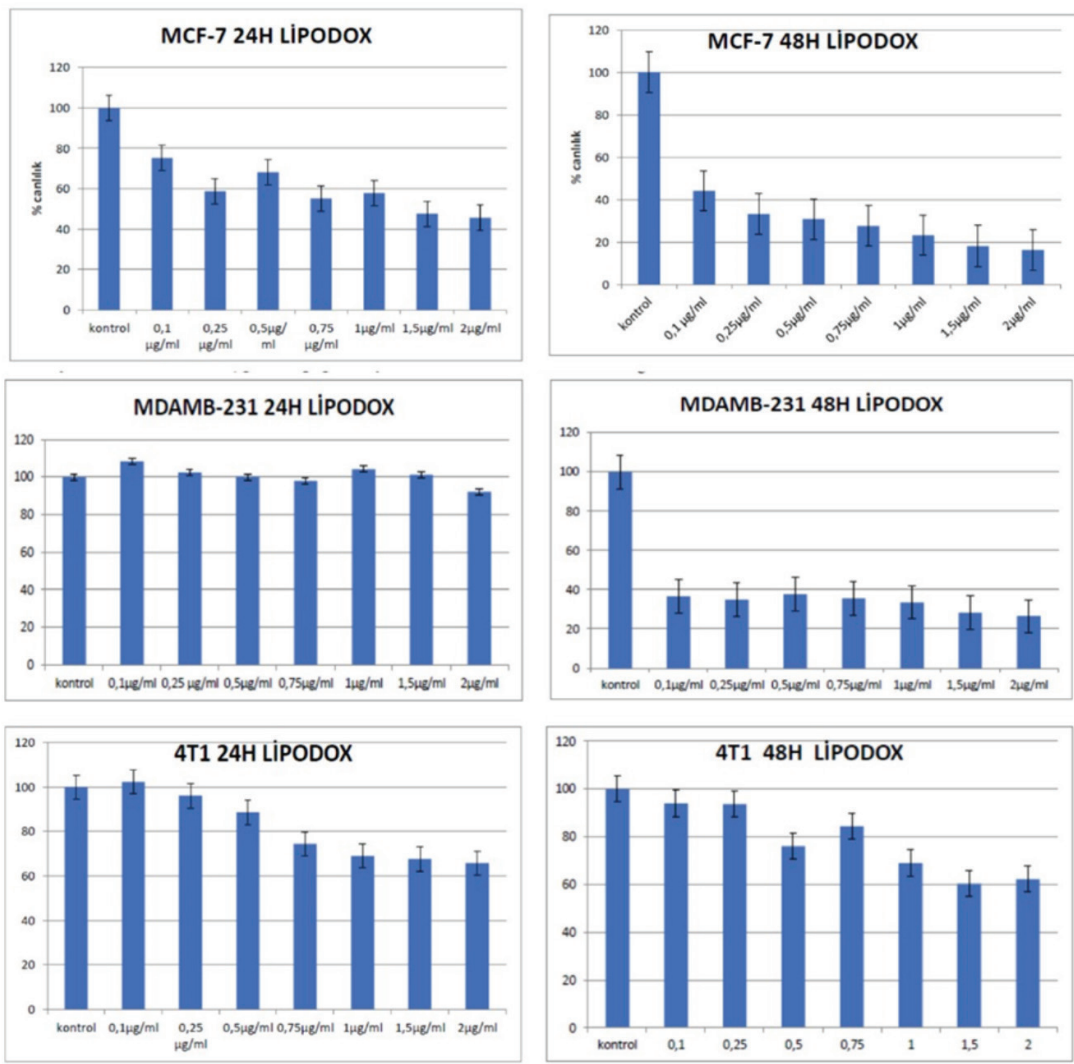 MCF-7 24H LİPODOX
% canlılık
120
100
80
60
40
20
0
kontrol 0,1 0,25 0,5µg/ 0,75 1µg/ml 1,5µg/ml 2µg/ml
µg/ml µg/ml ml µg/ml
MCF-7 48H LİPODOX
% canlılık
120
100
80
60
40
20
0
kontrol 0,1 µg/ml 0,25µg/ml 0,5µg/ml 0,75µg/ml 1µg/ml 1,5µg/ml 2µg/ml
MDAMB-231 24H LİPODOX
120
100
80
60
40
20
0
kontrol 0,1µg/ml 0,25 µg/ml 0,5µg/ml 0,75µg/ml 1µg/ml 1,5µg/ml 2µg/ml
MDAMB-231 48H LİPODOX
120
100
80
60
40
20
0
kontrol 0,1µg/ml 0,25µg/ml 0,5µg/ml 0,75µg/ml 1µg/ml 1,5µg/ml 2µg/ml
4T1 24H LİPODOX
120
100
80
60
40
20
0
kontrol 0,1µg/ml 0,25 0,5µg/ml 0,75µg/ml 1µg/ml 1,5µg/ml 2µg/ml
µg/ml
4T1 48H LİPODOX
120
100
80
60
40
20
0
kontrol 0,1 0,25 0,5 0,75 1 1,5 2